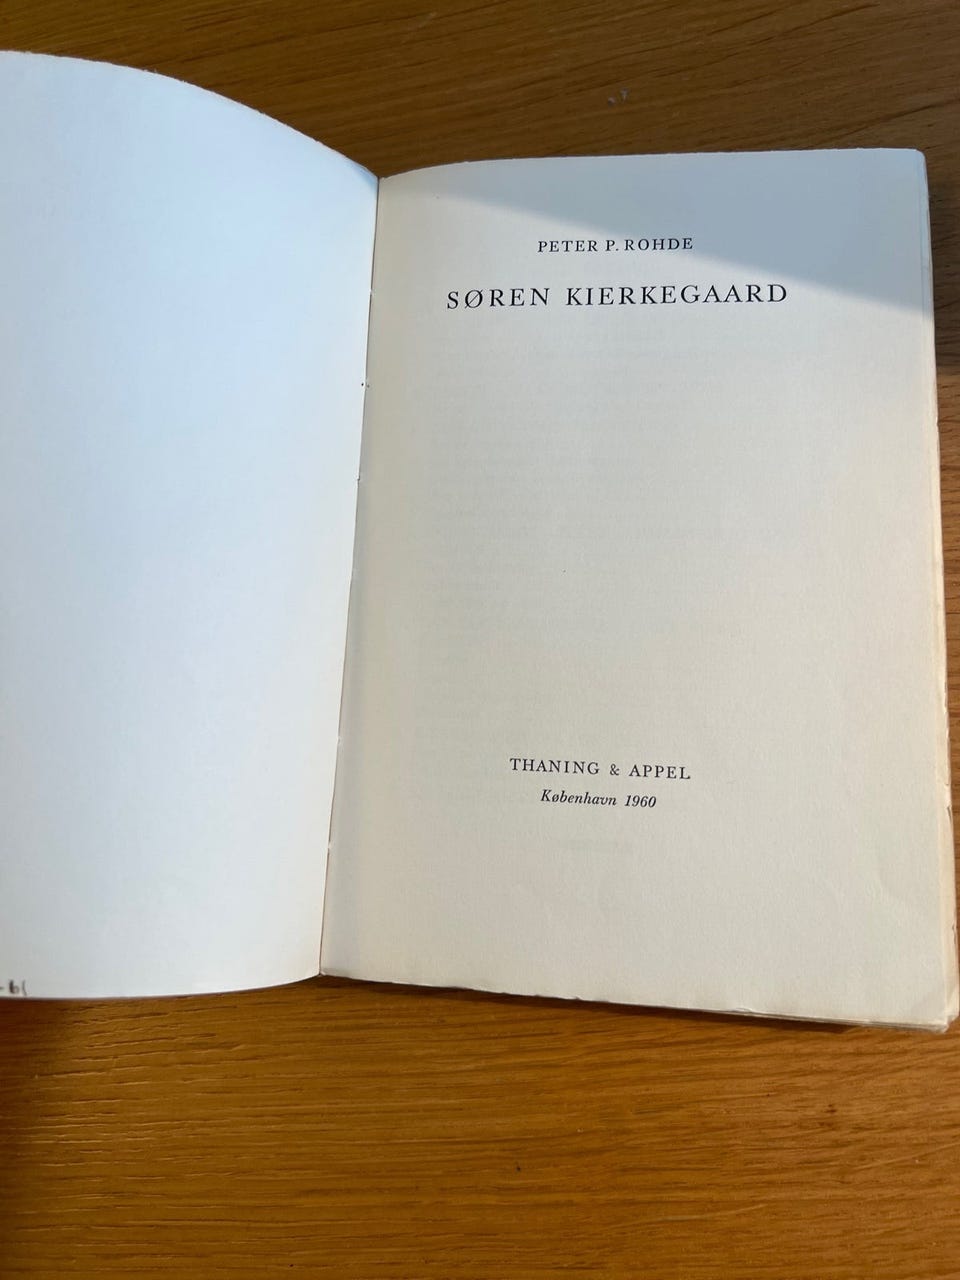 PETER P. ROHDE
SØREN KIERKEGAARD
THANING & APPEL
København 1960